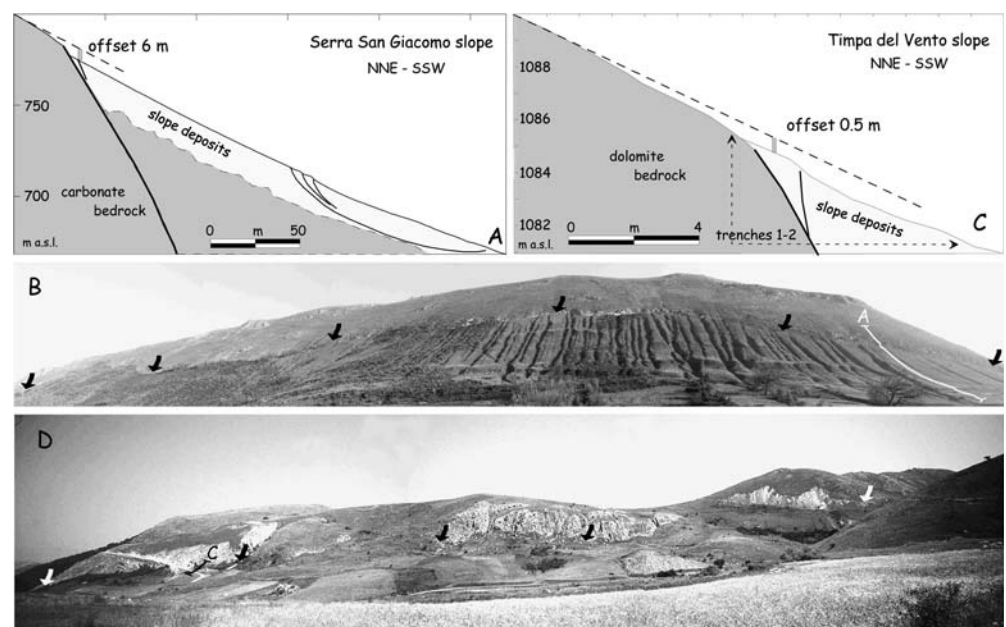 offset 6 m
Serra San Giacomo slope
NNE - SSW
750
slope deposits
700
carbonate
bedrock
0 m 50
m a.s.l.
A
Timpa del Vento slope
NNE - SSW
1088
1086
offset 0.5 m
1084
dolomite
bedrock
slope deposits
C
1082
0 m 4
trenches 1-2
m a.s.l.
B
A
D
C